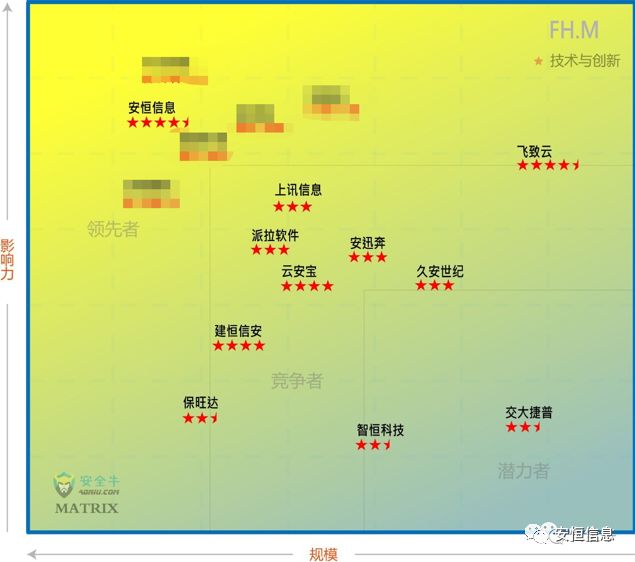 FH.M
★ 技术与创新
安恒信息
飞致云
上讯信息
领先者
派拉软件
安迅奔
影响力
云安宝
久安世纪
建恒信安
竞争者
保旺达
交大捷普
智恒科技
潜力者
安全牛
AQNIU.COM
MATRIX
安恒信息
规模